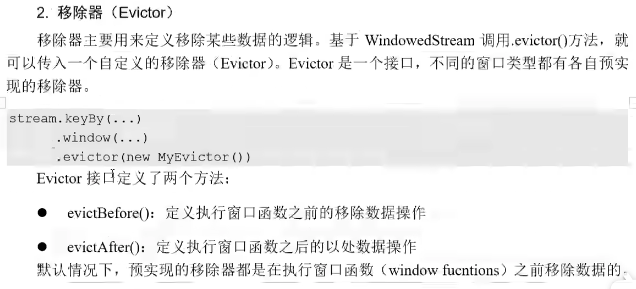 2. 移除器（Evictor）
移除器主要用来定义移除某些数据的逻辑。基于 WindowedStream 调用.evictor()方法，就
可以传入一个自定义的移除器（Evictor）。Evictor 是一个接口，不同的窗口类型都有各自预实
现的移除器。
stream.keyBy(...)
.window(...)
.evictor(new MyEvictor())
Evictor 接口定义了两个方法：
● evictBefore()：定义执行窗口函数之前的移除数据操作
● evictAfter()：定义执行窗口函数之后的以处数据操作
默认情况下，预实现的移除器都是在执行窗口函数（window fucntions）之前移除数据的。